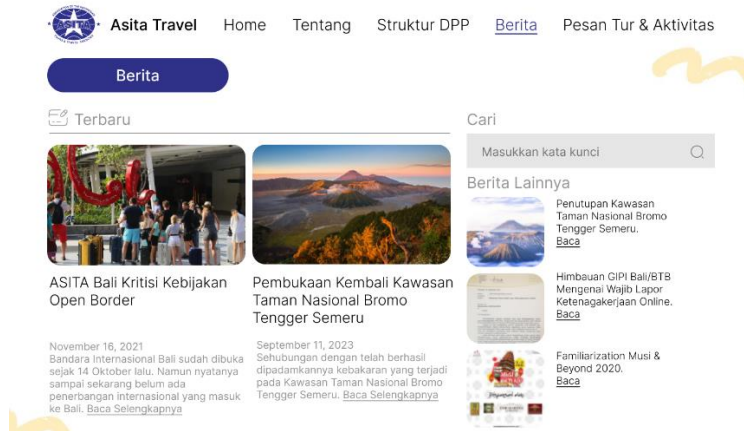 Asita Travel Home Tentang Struktur DPP Berita Pesan Tur & Aktivitas
Berita
Terbaru
ASITA Bali Kritisi Kebijakan
Open Border
November 16, 2021
Bandara Internasional Bali sudah dibuka
sejak 14 Oktober lalu. Namun nyatanya
sampai sekarang belum ada
penerbangan internasional yang masuk
ke Bali. Baca Selengkapnya
Pembukaan Kembali Kawasan
Taman Nasional Bromo
Tengger Semeru
September 11, 2023
Sehubungan dengan telah berhasil
dipadamkannya kebakaran yang terjadi
pada Kawasan Taman Nasional Bromo
Tengger Semeru. Baca Selengkapnya
Cari
Masukkan kata kunci
Berita Lainnya
Penutupan Kawasan
Taman Nasional Bromo
Tengger Semeru.
Baca
Himbauan GIPI Bali/BTB
Mengenai Wajib Lapor
Ketenagakerjaan Online.
Baca
Familiarization Musi &
Beyond 2020.
Baca